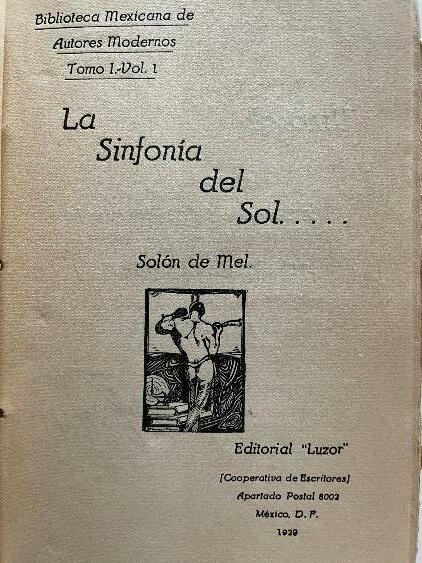 Biblioteca Mexicana de
Autores Modernos
Tomo 1.-Vol. 1
La
Sinfonía
del
Sol. . . . .
Solón de Mel.
Editorial "Luzor"
[Cooperativa de Escritores]
Apartado Postal 8002
México, D. F.
1929